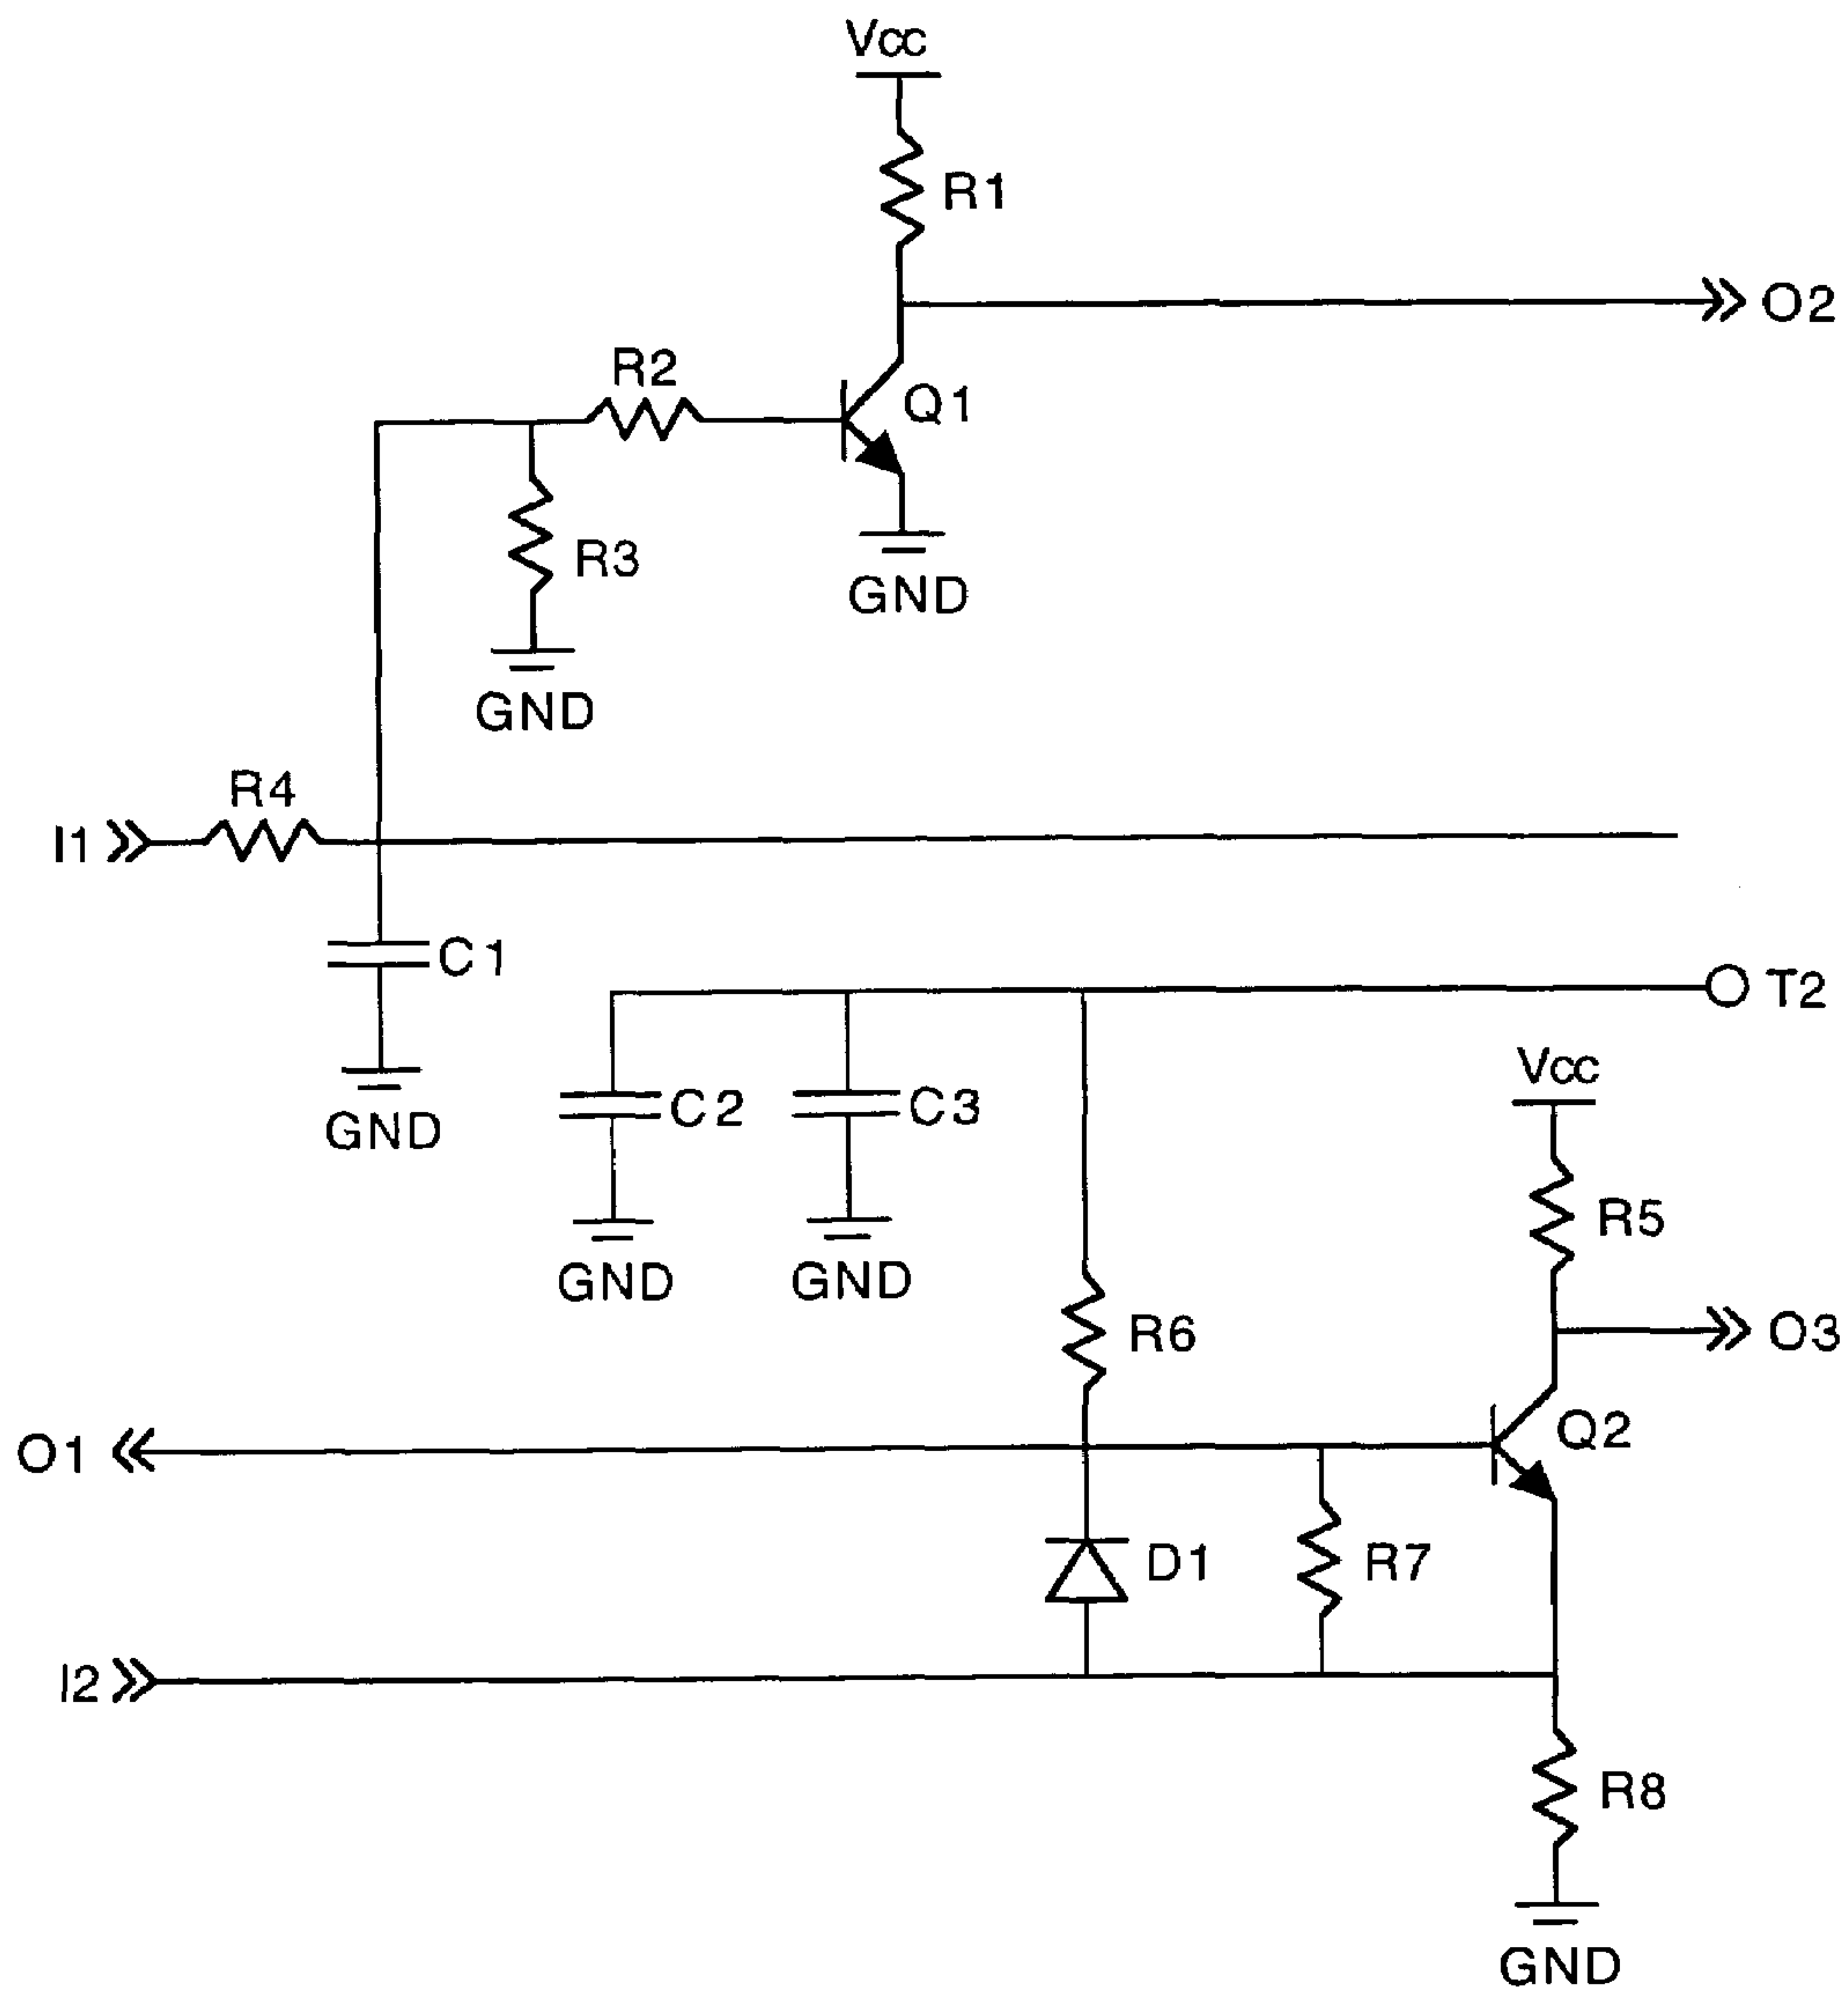 Vcc
R1
O2
R2
Q1
R3
GND
GND
R4
I1
C1
T2
Vcc
C2
C3
GND
R5
GND
GND
R6
O3
Q2
O1
D1
R7
I2
R8
GND